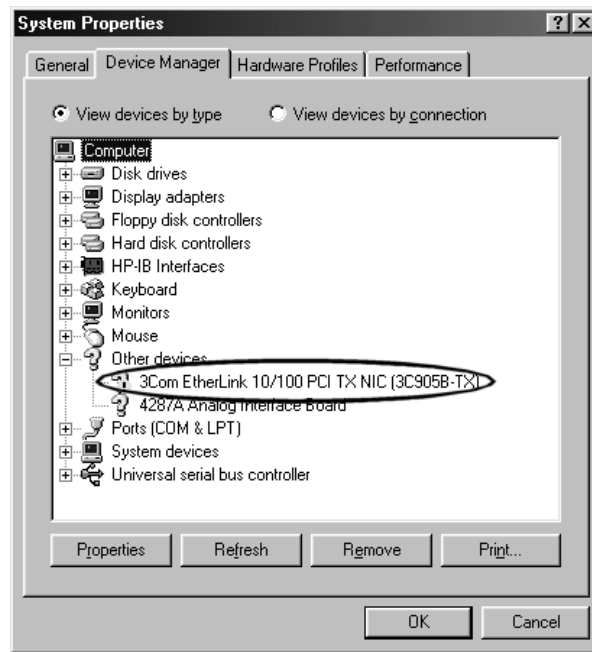 System Properties
General Device Manager Hardware Profiles Performance
View devices by type View devices by connection
Computer
Disk drives
Display adapters
Floppy disk controllers
Hard disk controllers
HP-IB Interfaces
Keyboard
Monitors
Mouse
Other devices
3Com EtherLink 10/100 PCI TX NIC (3C905B-TX)
4287A Analog Interface Board
Ports (COM & LPT)
System devices
Universal serial bus controller
Properties Refresh Remove Print...
OK Cancel